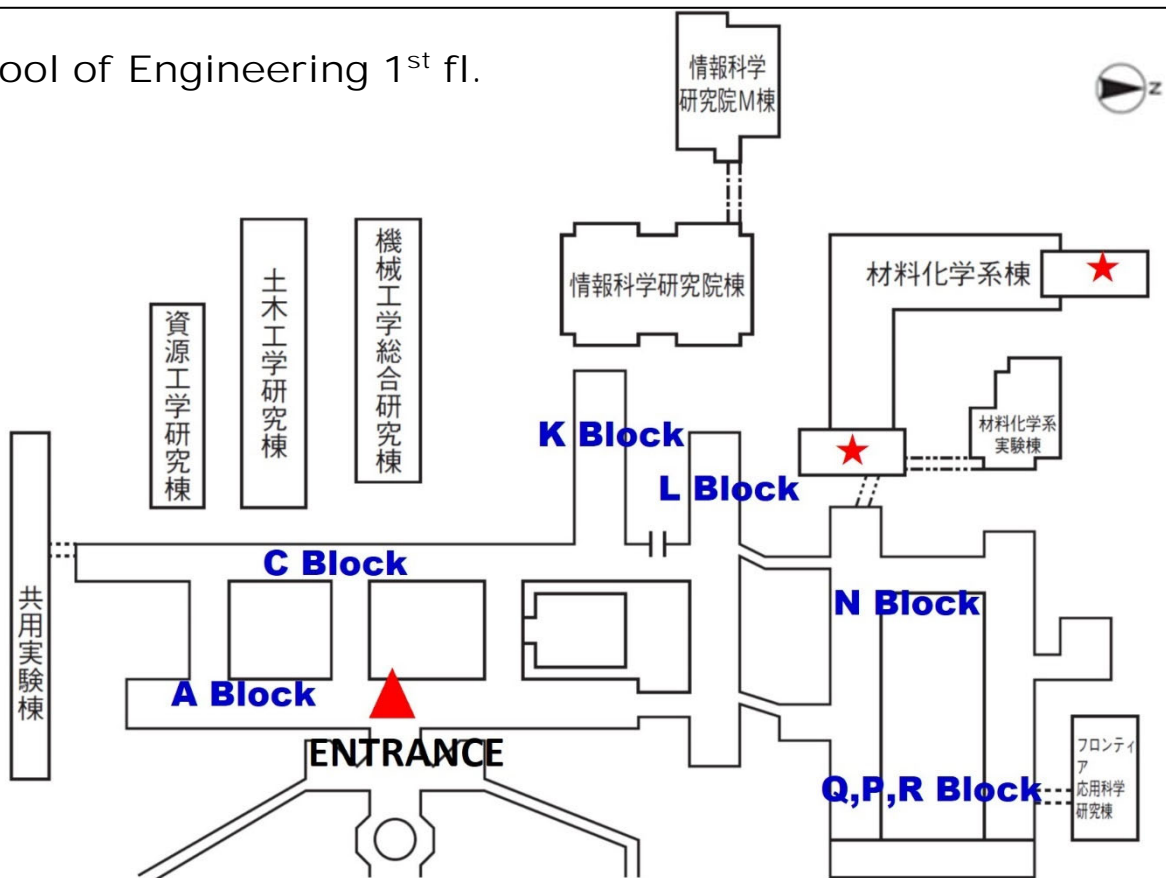 ool of Engineering 1st fl.
情報科学
研究院M棟
N
機械工学総合研究棟
土木工学研究棟
資源工学研究棟
情報科学研究院棟
材料化学系棟
★
材料化学系
実験棟
★
K Block
L Block
C Block
N Block
共用実験棟
A Block
ENTRANCE
Q,P,R Block
フロンティ
ア
応用科学
研究棟